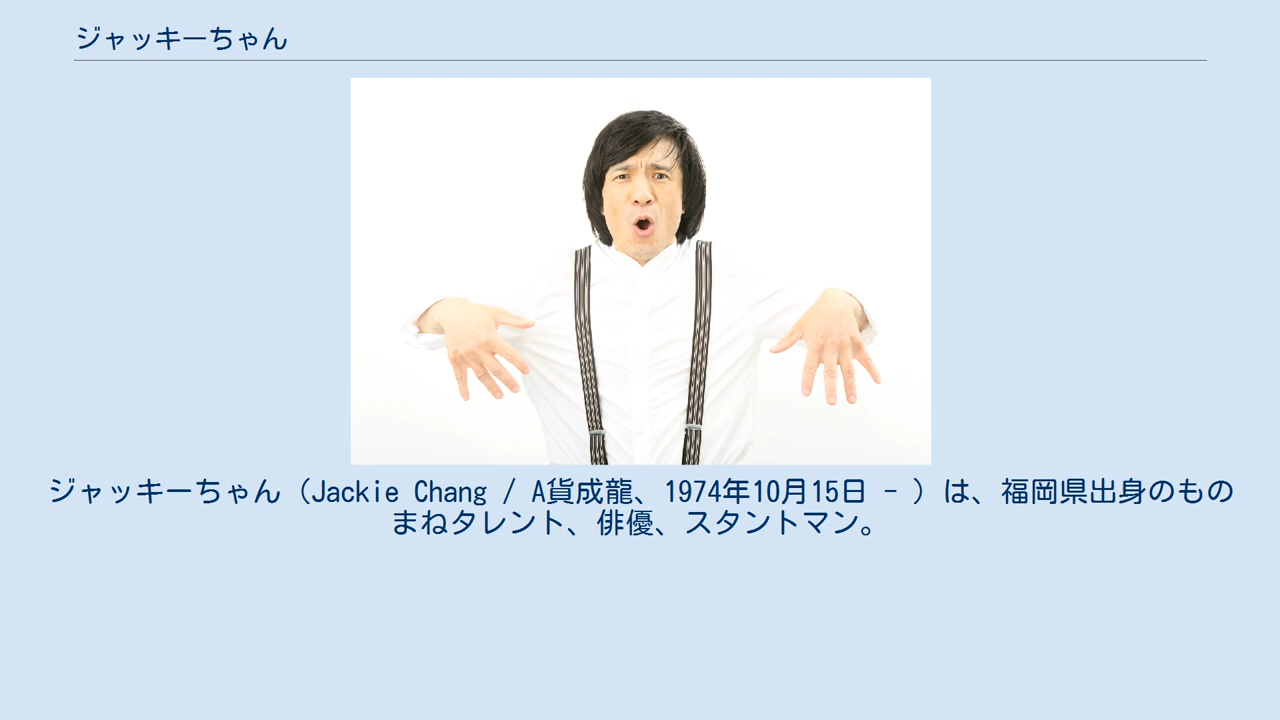 ジャッキーちゃん
ジャッキーちゃん（Jackie Chang / A貨成龍、1974年10月15日 - ）は、福岡県出身のもの
まねタレント、俳優、スタントマン。